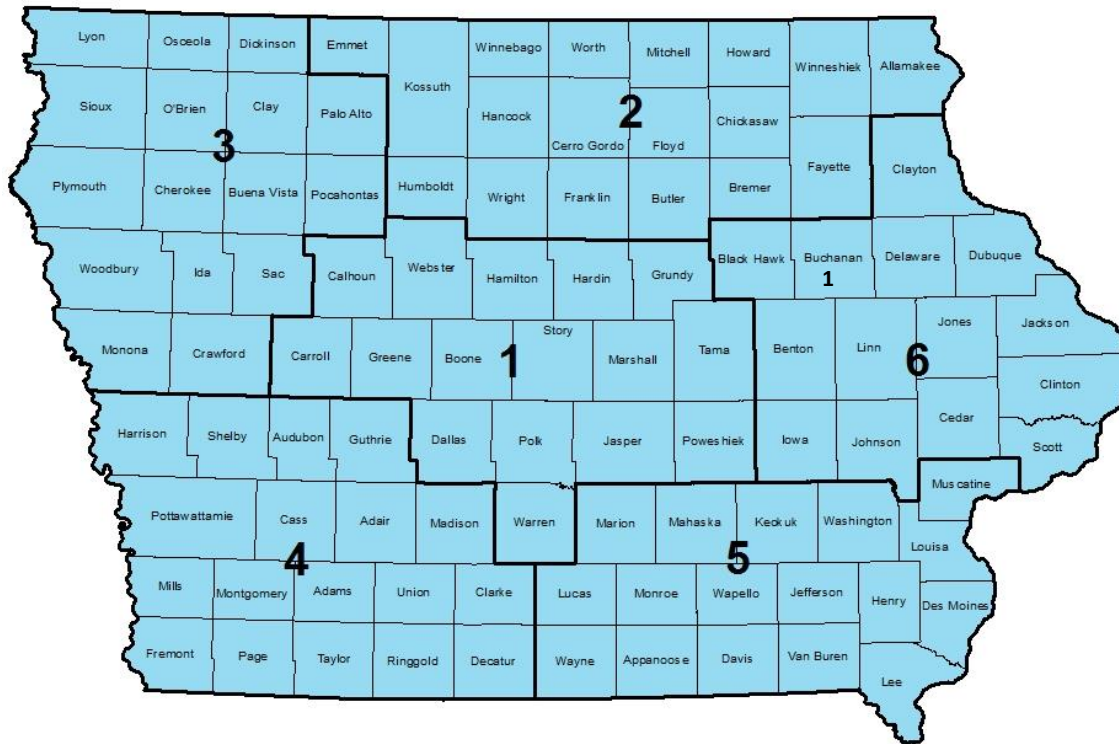 Lyon Osceola Dickinson Emmet Winnebago Worth Mitchell Howard Winneshiek Allamakee
Kossuth
Sioux O'Brien Clay Palo Alto Hancock 2 Chickasaw
3 Cerro Gordo Floyd
Plymouth Cherokee Buena Vista Pocahontas Humboldt Wright Franklin Butler Bremer Fayette Clayton
Woodbury Ida Sac Calhoun Webster Hamilton Hardin Grundy Black Hawk Buchanan Delaware Dubuque
1
Monona Crawford Carroll Greene Boone Story 1 Marshall Tama Benton Linn 6 Jones Jackson
Clinton
Harrison Shelby Audubon Guthrie Dallas Polk Jasper Poweshiek Iowa Johnson Cedar Scott
Muscatine
Pottawattamie Cass Adair Madison Warren Marion Mahaska Keokuk Washington
4 5 Louisa
Mills Montgomery Adams Union Clarke Lucas Monroe Wapello Jefferson Henry Des Moines
Fremont Page Taylor Ringgold Decatur Wayne Appanoose Davis Van Buren Lee